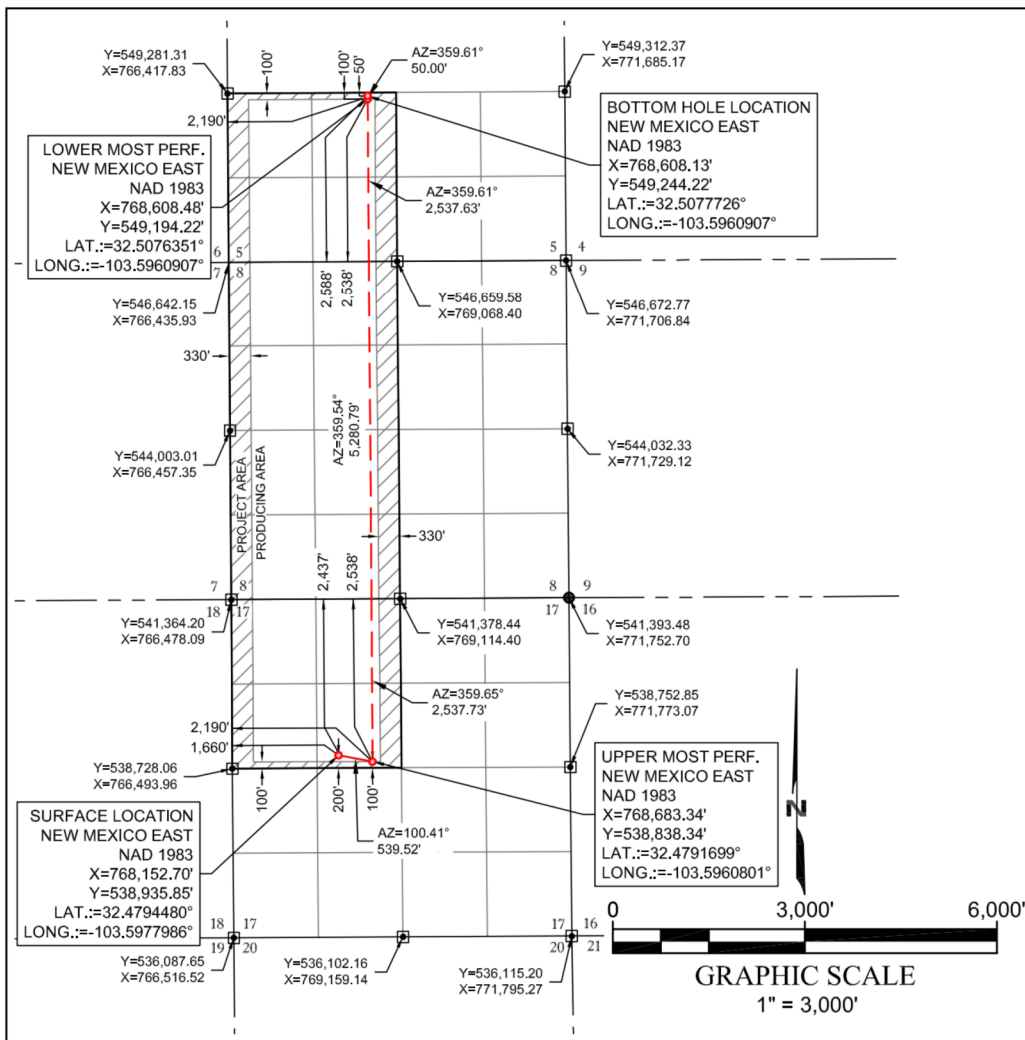 Y=549,281.31
X=766,417.83
100'
100'
50'
AZ=359.61°
50.00'
Y=549,312.37
X=771,685.17
2,190'
LOWER MOST PERF.
NEW MEXICO EAST
NAD 1983
X=768,608.48'
Y=549,194.22'
LAT.:=32.5076351°
LONG.:=-103.5960907°
BOTTOM HOLE LOCATION
NEW MEXICO EAST
NAD 1983
X=768,608.13'
Y=549,244.22'
LAT.:=32.5077726°
LONG.:=-103.5960907°
AZ=359.61°
2,537.63'
6 5
7 8
5 4
8 9
2,588'
2,538'
Y=546,642.15
X=766,435.93
Y=546,659.58
X=769,068.40
Y=546,672.77
X=771,706.84
330'
AZ=359.54°
5,280.79'
Y=544,003.01
X=766,457.35
Y=544,032.33
X=771,729.12
PROJECT AREA
PRODUCING AREA
330'
2,437'
2,538'
7 8
18 17
8 9
17 16
Y=541,364.20
X=766,478.09
Y=541,378.44
X=769,114.40
Y=541,393.48
X=771,752.70
AZ=359.65°
2,537.73'
Y=538,752.85
X=771,773.07
2,190'
1,660'
Y=538,728.06
X=766,493.96
100'
200'
100'
AZ=100.41°
539.52'
SURFACE LOCATION
NEW MEXICO EAST
NAD 1983
X=768,152.70'
Y=538,935.85'
LAT.:=32.4794480°
LONG.:=-103.5977986°
UPPER MOST PERF.
NEW MEXICO EAST
NAD 1983
X=768,683.34'
Y=538,838.34'
LAT.:=32.4791699°
LONG.:=-103.5960801°
N
18 17
19 20
17 16
20 21
Y=536,087.65
X=766,516.52
Y=536,102.16
X=769,159.14
Y=536,115.20
X=771,795.27
0 3,000' 6,000'
GRAPHIC SCALE
1" = 3,000'